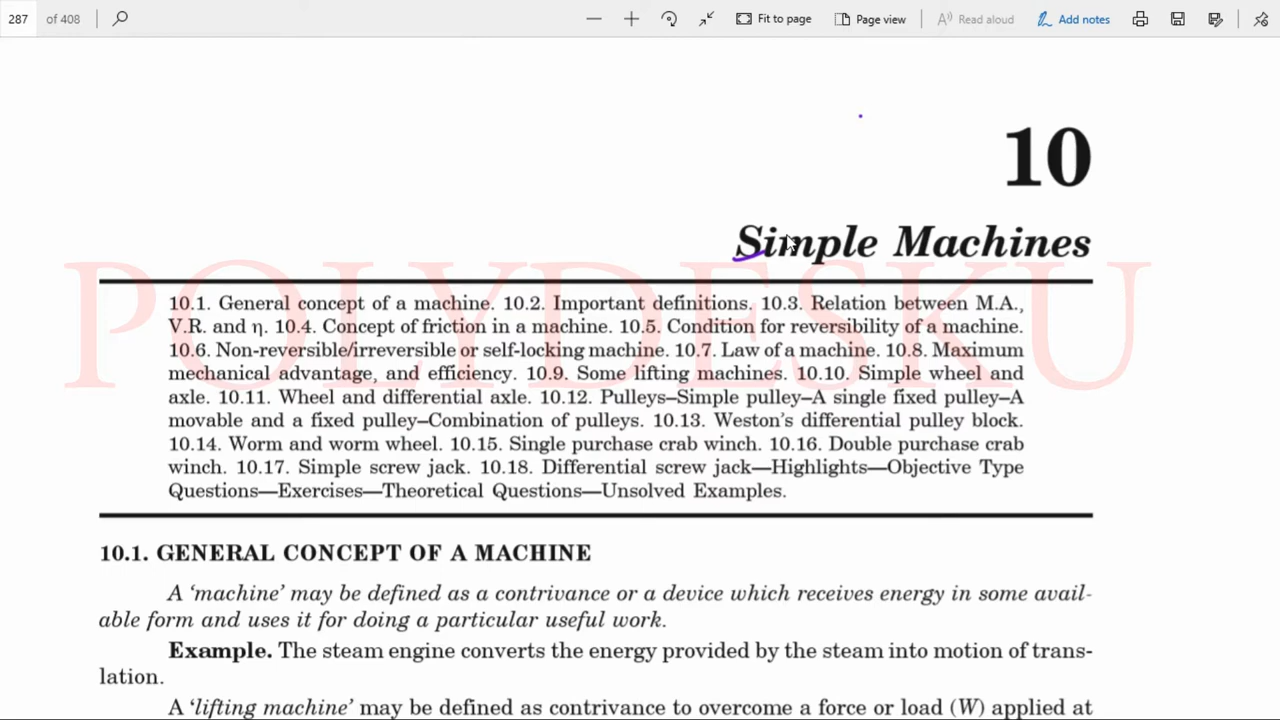 287 of 408 Fit to page Page view Read aloud Add notes
10
Simple Machines
POLYDESKU
10.1. General concept of a machine. 10.2. Important definitions. 10.3. Relation between M.A.,
V.R. and η. 10.4. Concept of friction in a machine. 10.5. Condition for reversibility of a machine.
10.6. Non-reversible/irreversible or self-locking machine. 10.7. Law of a machine. 10.8. Maximum
mechanical advantage, and efficiency. 10.9. Some lifting machines. 10.10. Simple wheel and
axle. 10.11. Wheel and differential axle. 10.12. Pulleys–Simple pulley–A single fixed pulley–A
movable and a fixed pulley–Combination of pulleys. 10.13. Weston's differential pulley block.
10.14. Worm and worm wheel. 10.15. Single purchase crab winch. 10.16. Double purchase crab
winch. 10.17. Simple screw jack. 10.18. Differential screw jack—Highlights—Objective Type
Questions—Exercises—Theoretical Questions—Unsolved Examples.
10.1. GENERAL CONCEPT OF A MACHINE
A ‘machine’ may be defined as a contrivance or a device which receives energy in some avail-
able form and uses it for doing a particular useful work.
Example. The steam engine converts the energy provided by the steam into motion of trans-
lation.
A ‘lifting machine’ may be defined as contrivance to overcome a force or load (W) applied at